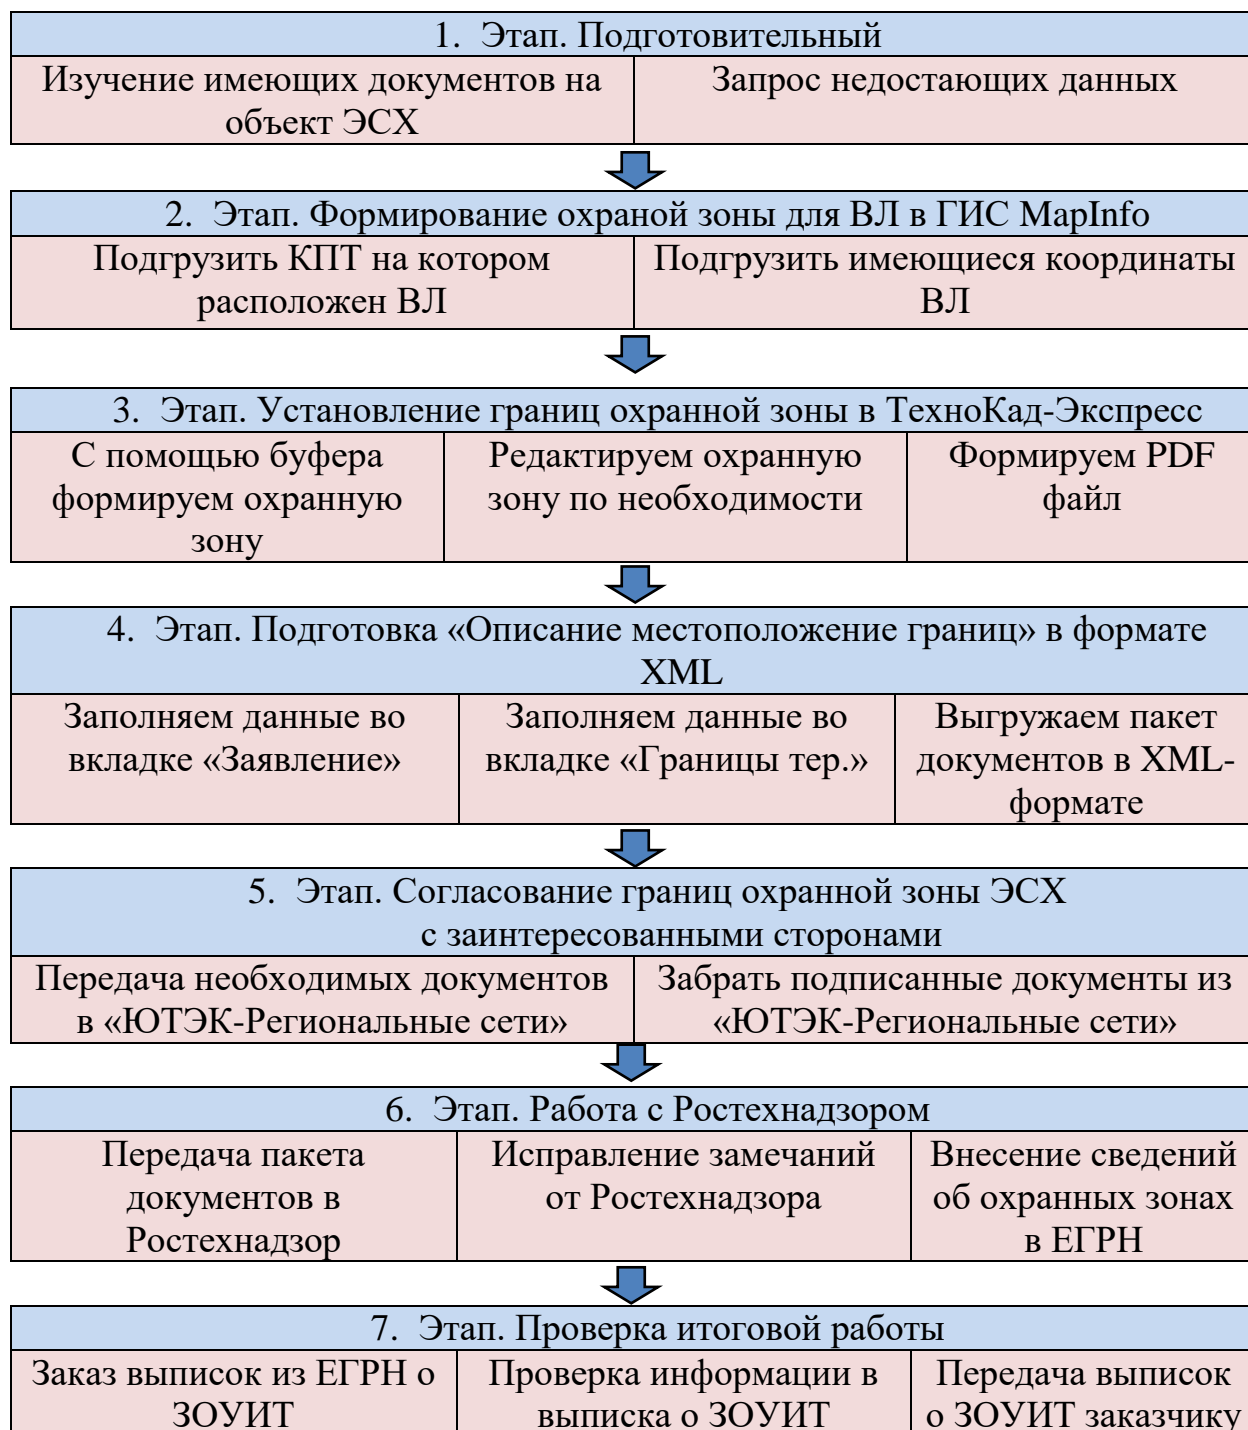 1. Этап. Подготовительный
Изучение имеющих документов на
объект ЭСХ
Запрос недостающих данных
2. Этап. Формирование охраной зоны для ВЛ в ГИС MapInfo
Подгрузить КПТ на котором
расположен ВЛ
Подгрузить имеющиеся координаты
ВЛ
3. Этап. Установление границ охранной зоны в ТехноКад-Экспресс
С помощью буфера
формируем охранную
зону
Редактируем охранную
зону по необходимости
Формируем PDF
файл
4. Этап. Подготовка «Описание местоположение границ» в формате
XML
Заполняем данные во
вкладке «Заявление»
Заполняем данные во
вкладке «Границы тер.»
Выгружаем пакет
документов в XML-
формате
5. Этап. Согласование границ охранной зоны ЭСХ
с заинтересованными сторонами
Передача необходимых документов
в «ЮТЭК-Региональные сети»
Забрать подписанные документы из
«ЮТЭК-Региональные сети»
6. Этап. Работа с Ростехнадзором
Передача пакета
документов в
Ростехнадзор
Исправление замечаний
от Ростехнадзора
Внесение сведений
об охранных зонах
в ЕГРН
7. Этап. Проверка итоговой работы
Заказ выписок из ЕГРН о
ЗОУИТ
Проверка информации в
выписка о ЗОУИТ
Передача выписок
о ЗОУИТ заказчику